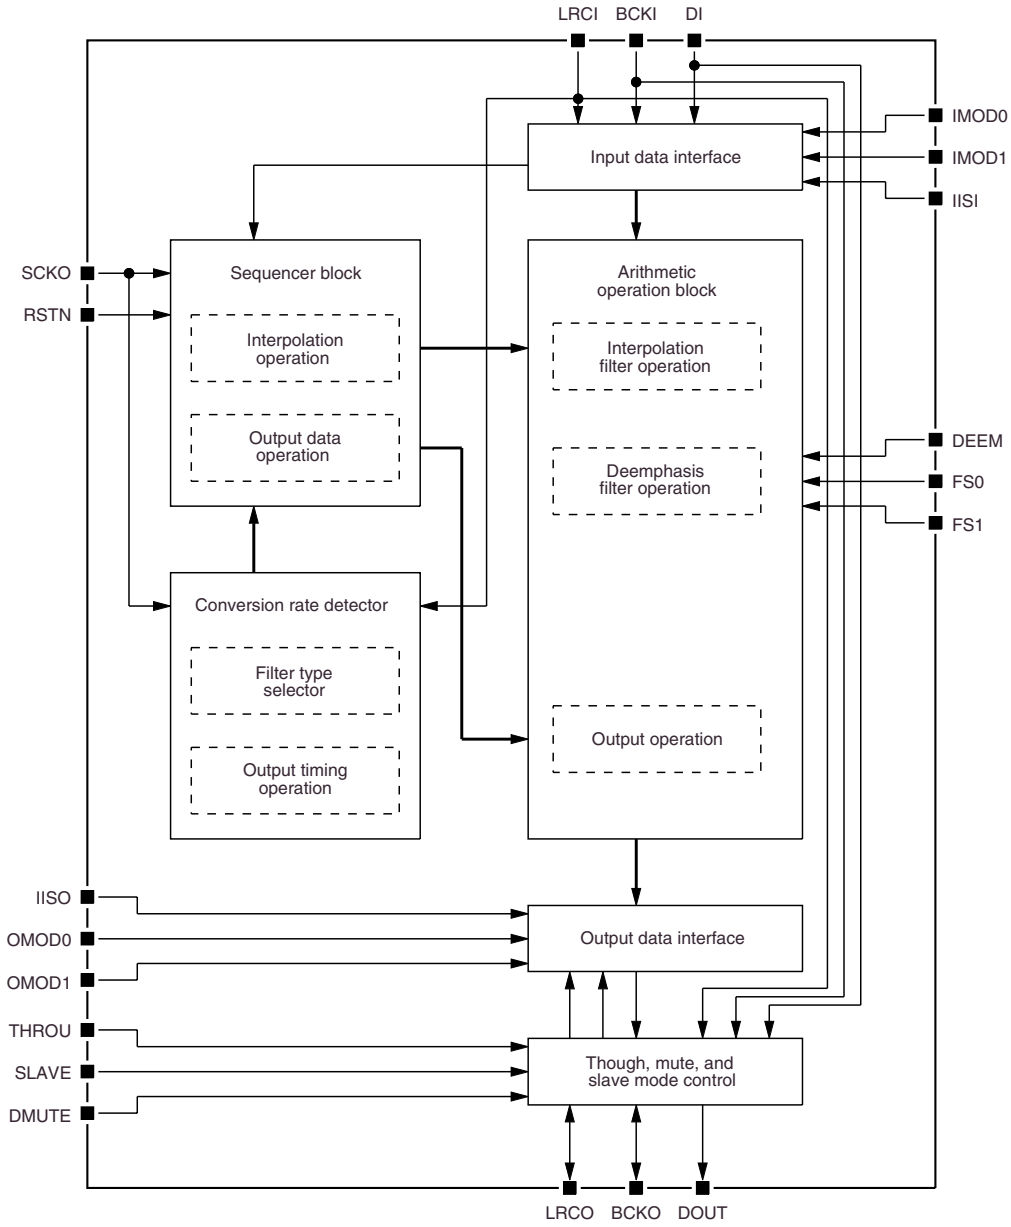 LRCI BCKI DI
IMOD0
Input data interface
IMOD1
IISI
SCKO
Sequencer block
Arithmetic
operation block
RSTN
Interpolation
operation
Interpolation
filter operation
Output data
operation
DEEM
Deemphasis
filter operation
FS0
FS1
Conversion rate detector
Filter type
selector
Output operation
Output timing
operation
IISO
OMOD0
Output data interface
OMOD1
THROU
Though, mute, and
slave mode control
SLAVE
DMUTE
LRCO BCKO DOUT